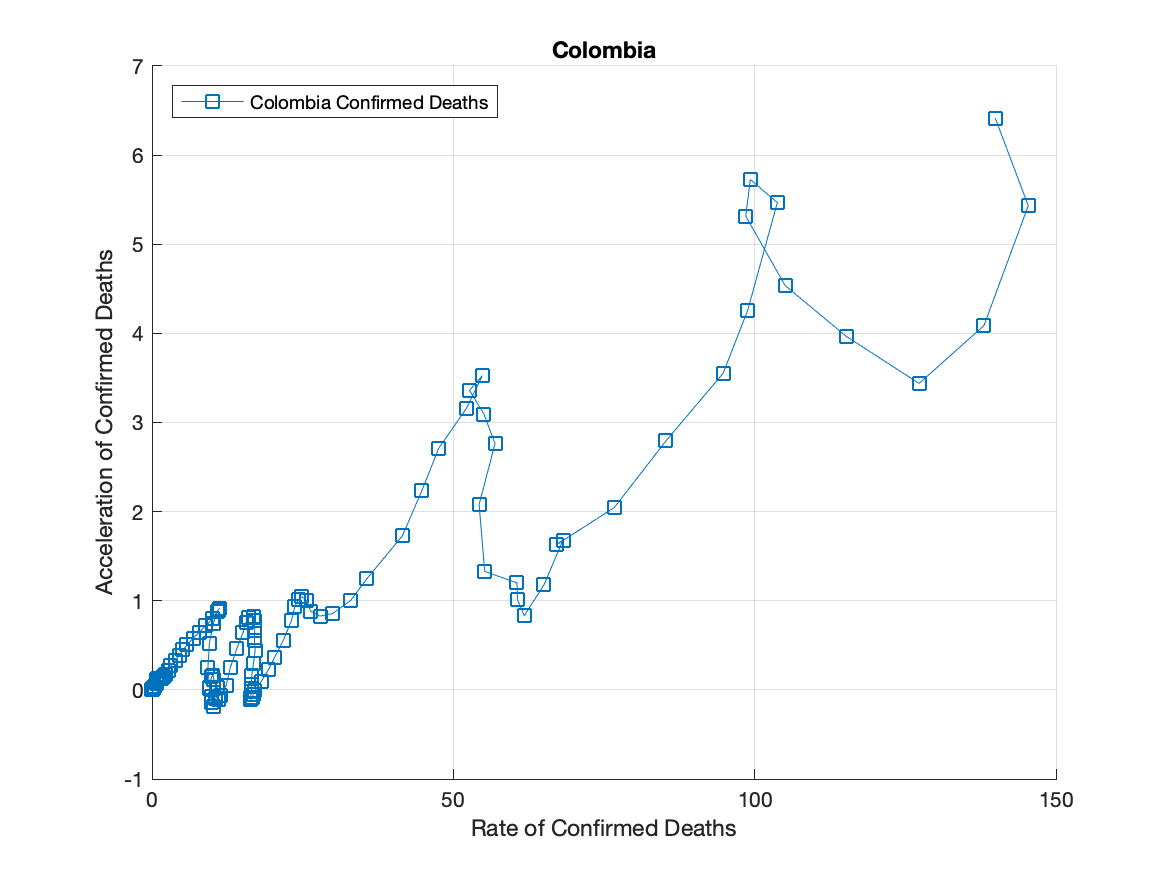 Colombia
Colombia Confirmed Deaths
7
6
5
4
3
2
1
0
-1
Acceleration of Confirmed Deaths
0 50 100 150
Rate of Confirmed Deaths